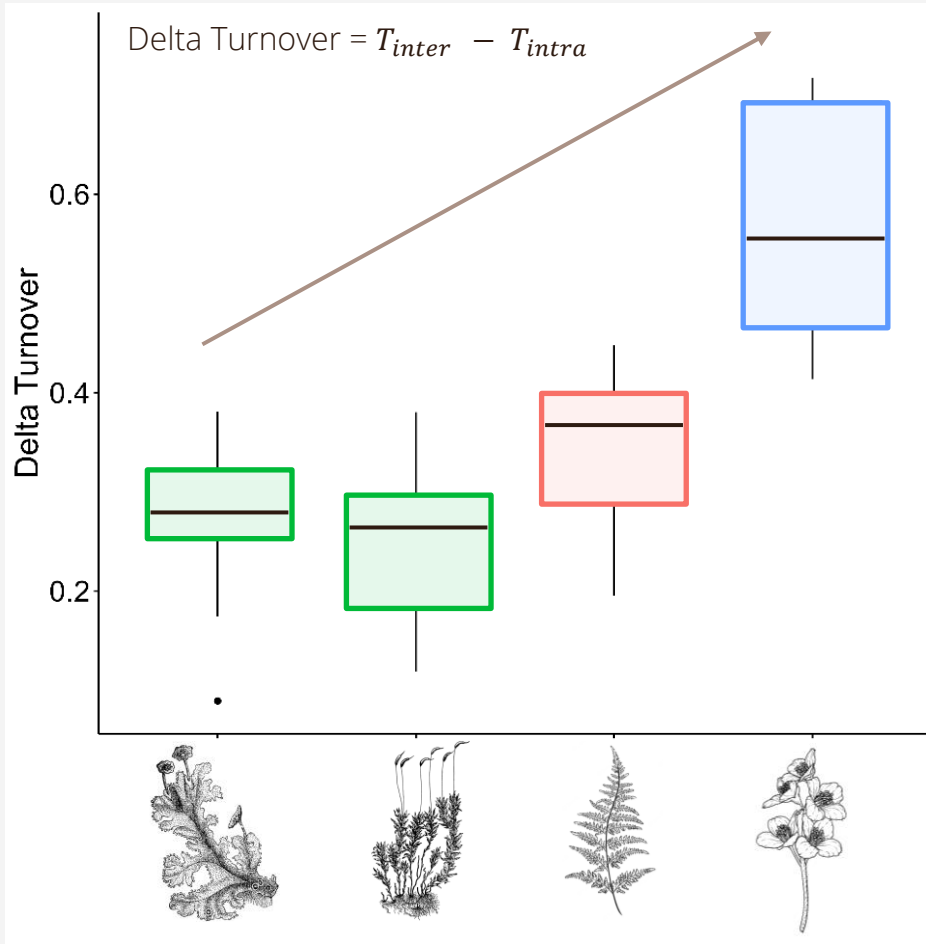 Delta Turnover = T_inter − T_intra
0.6
0.4
0.2
Delta Turnover